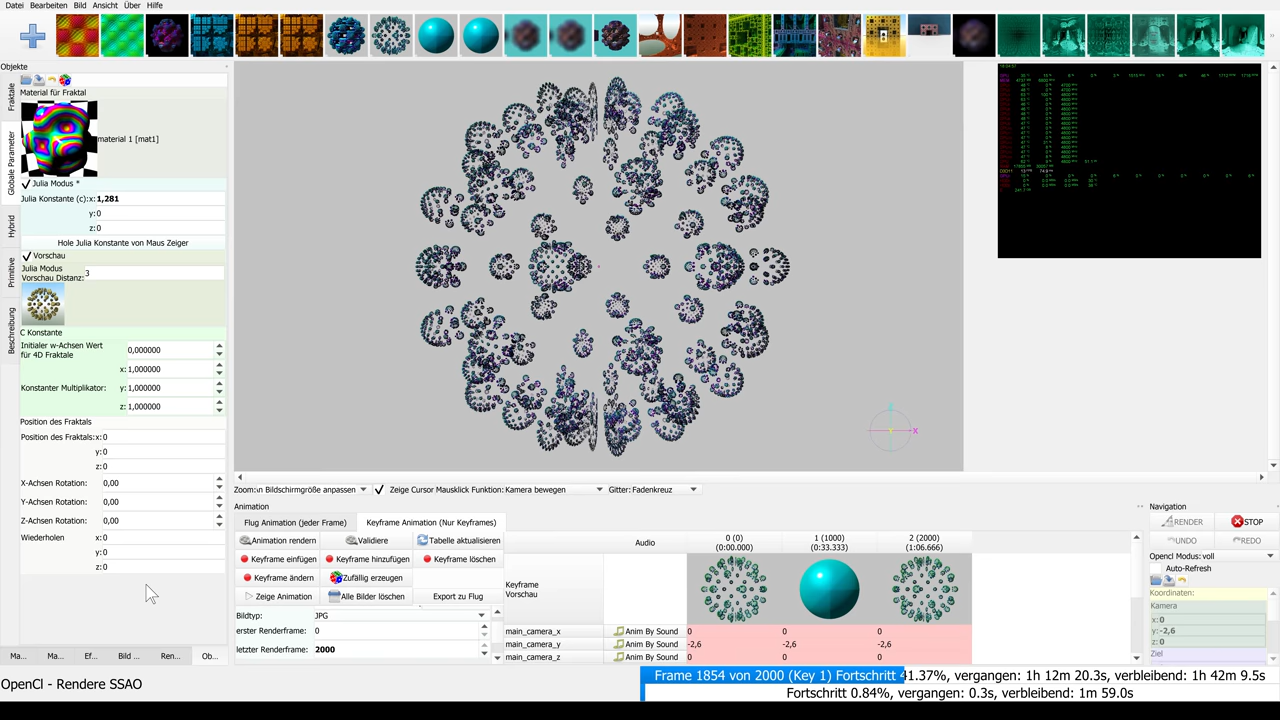 Datei Bearbeiten Bild Ansicht Über Hilfe
Objekte
Fraktale
Globale Parameter
Hybrid
Primitive
Beschreibung
Material für Fraktal
material 1 [mat1]
Julia Modus *
Julia Konstante (c): x: 1,281
y: 0
z: 0
Hole Julia Konstante von Maus Zeiger
Vorschau
Julia Modus
Vorschau Distanz: 3
C Konstante
Initialer w-Achsen Wert
für 4D Fraktale 0,000000
x: 1,000000
Konstanter Multiplikator: y: 1,000000
z: 1,000000
Position des Fraktals
Position des Fraktals: x: 0
y: 0
z: 0
X-Achsen Rotation: 0,00
Y-Achsen Rotation: 0,00
Z-Achsen Rotation: 0,00
Wiederholen x: 0
y: 0
z: 0
Ma... Ma... Ef... Bild ... Ren... Ob...
x
Zoom:n Bildschirmgröße anpassen Zeige Cursor Mausklick Funktion: Kamera bewegen Gitter: Fadenkreuz
Animation
Flug Animation (jeder Frame) Keyframe Animation (Nur Keyframes)
Animation rendern Validiere Tabelle aktualisieren
Keyframe einfügen Keyframe hinzufügen Keyframe löschen
Keyframe ändern Zufällig erzeugen
Zeige Animation Alle Bilder löschen Export zu Flug
Bildtyp: JPG
erster Renderframe: 0
letzter Renderframe: 2000
Audio 0 (0) 1 (1000) 2 (2000)
(0:00.000) (0:33.333) (1:06.666)
Keyframe
Vorschau
main_camera_x Anim By Sound 0 0 0
main_camera_y Anim By Sound -2,6 -2,6 -2,6
main_camera_z Anim By Sound 0 0 0
Navigation
RENDER STOP
UNDO REDO
Opencl Modus: voll
Auto-Refresh
Koordinaten:
Kamera
x: 0
y: -2,6
z: 0
Ziel
OpenCl - Rendere SSAO
Frame 1854 von 2000 (Key 1) Fortschritt 41.37%, vergangen: 1h 12m 20.3s, verbleibend: 1h 42m 9.5s
Fortschritt 0.84%, vergangen: 0.3s, verbleibend: 1m 59.0s